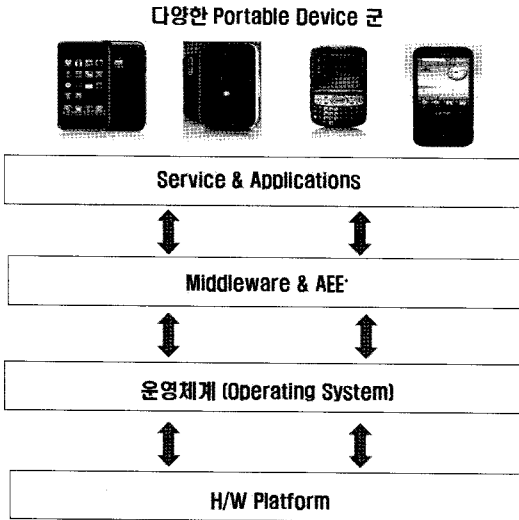 다양한 Portable Device 군
Service & Applications
Middleware & AEE*
운영체계 (Operating System)
H/W Platform